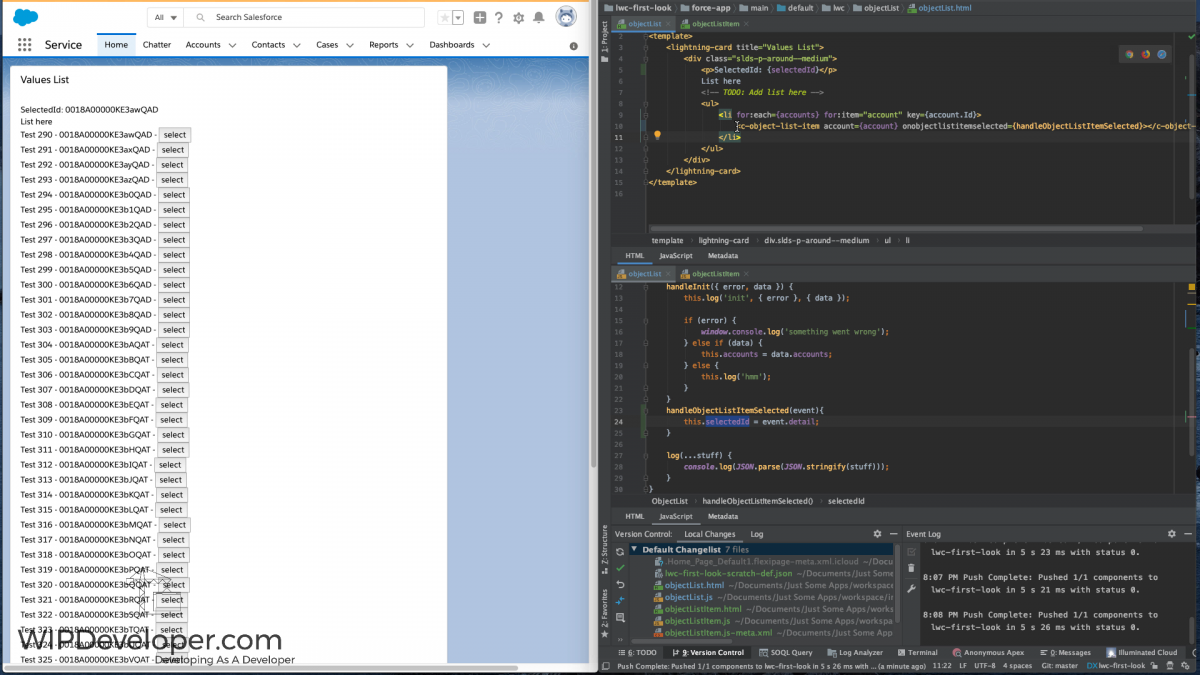 All
Search Salesforce
Service
Home
Chatter
Accounts
Contacts
Cases
Reports
Dashboards
Values List
SelectedId: 0018A00000KE3awQAD
List here
Test 290 - 0018A00000KE3awQAD - select
Test 291 - 0018A00000KE3axQAD - select
Test 292 - 0018A00000KE3ayQAD - select
Test 293 - 0018A00000KE3azQAD - select
Test 294 - 0018A00000KE3b0QAD - select
Test 295 - 0018A00000KE3b1QAD - select
Test 296 - 0018A00000KE3b2QAD - select
Test 297 - 0018A00000KE3b3QAD - select
Test 298 - 0018A00000KE3b4QAD - select
Test 299 - 0018A00000KE3b5QAD - select
Test 300 - 0018A00000KE3b6QAD - select
Test 301 - 0018A00000KE3b7QAD - select
Test 302 - 0018A00000KE3b8QAD - select
Test 303 - 0018A00000KE3b9QAD - select
Test 304 - 0018A00000KE3bAQAT - select
Test 305 - 0018A00000KE3bBQAT - select
Test 306 - 0018A00000KE3bCQAT - select
Test 307 - 0018A00000KE3bDQAT - select
Test 308 - 0018A00000KE3bEQAT - select
Test 309 - 0018A00000KE3bFQAT - select
Test 310 - 0018A00000KE3bGQAT - select
Test 311 - 0018A00000KE3bHQAT - select
Test 312 - 0018A00000KE3bIQAT - select
Test 313 - 0018A00000KE3bJQAT - select
Test 314 - 0018A00000KE3bKQAT - select
Test 315 - 0018A00000KE3bLQAT - select
Test 316 - 0018A00000KE3bMQAT - select
Test 317 - 0018A00000KE3bNQAT - select
Test 318 - 0018A00000KE3bOQAT - select
Test 319 - 0018A00000KE3bPQAT - select
Test 320 - 0018A00000KE3bQQAT - select
Test 321 - 0018A00000KE3bRQAT - select
Test 322 - 0018A00000KE3bSQAT - select
Test 323 - 0018A00000KE3bTQAT - select
Test 325 - 0018A00000KE3bVQAT - select
WIPDeveloper.com
Developing As A Developer
lwc-first-look
force-app
main
default
lwc
objectList
objectList.html
objectList
objectListItem
1: Project
2 <template>
3 <lightning-card title="Values List">
4 <div class="slds-p-around--medium">
5 <p>SelectedId: {selectedId}</p>
6 List here
7 <!-- TODO: Add list here -->
8 <ul>
9 <li for:each={accounts} for:item="account" key={account.Id}>
10 <c-object-list-item account={account} onobjectlistitemselected={handleObjectListItemSelected}></c-object-
11 </li>
12 </ul>
13 </div>
14 </lightning-card>
15 </template>
16
template
lightning-card
div.slds-p-around--medium
ul
li
HTML
JavaScript
Metadata
objectList
objectListItem
12 handleInit({ error, data }) {
13 this.log('init', { error }, { data });
14
15 if (error) {
16 window.console.log('something went wrong');
17 } else if (data) {
18 this.accounts = data.accounts;
19 } else {
20 this.log('hmm');
21 }
22 }
23 handleObjectListItemSelected(event){
24 this.selectedId = event.detail;
25 }
26
27 log(...stuff) {
28 console.log(JSON.parse(JSON.stringify(stuff)));
29 }
30 }
ObjectList
handleObjectListItemSelected()
selectedId
HTML
JavaScript
Metadata
Version Control:
Local Changes
Log
Default Changelist 7 files
.Home_Page_Default1.flexipage-meta.xml.icloud ~/Docum
lwc-first-look-scratch-def.json ~/Documents/Just Some
objectList.html ~/Documents/Just Some Apps/workspace
objectList.js ~/Documents/Just Some Apps/workspace/
objectListItem.html ~/Documents/Just Some Apps/works
objectListItem.js ~/Documents/Just Some Apps/workspa
objectListItem.js-meta.xml ~/Documents/Just Some App
Z: Structure
2: Favorites
Event Log
lwc-first-look in 5 s 23 ms with status 0.
8:07 PM Push Complete: Pushed 1/1 components to
lwc-first-look in 5 s 21 ms with status 0.
8:08 PM Push Complete: Pushed 1/1 components to
lwc-first-look in 5 s 26 ms with status 0.
6: TODO
9: Version Control
SOQL Query
Log Analyzer
Terminal
Anonymous Apex
0: Messages
Illuminated Cloud
Push Complete: Pushed 1/1 components to lwc-first-look in 5 s 26 ms with ... (a minute ago)
11:22
LF
UTF-8
4 spaces
Git: master
DX lwc-first-look